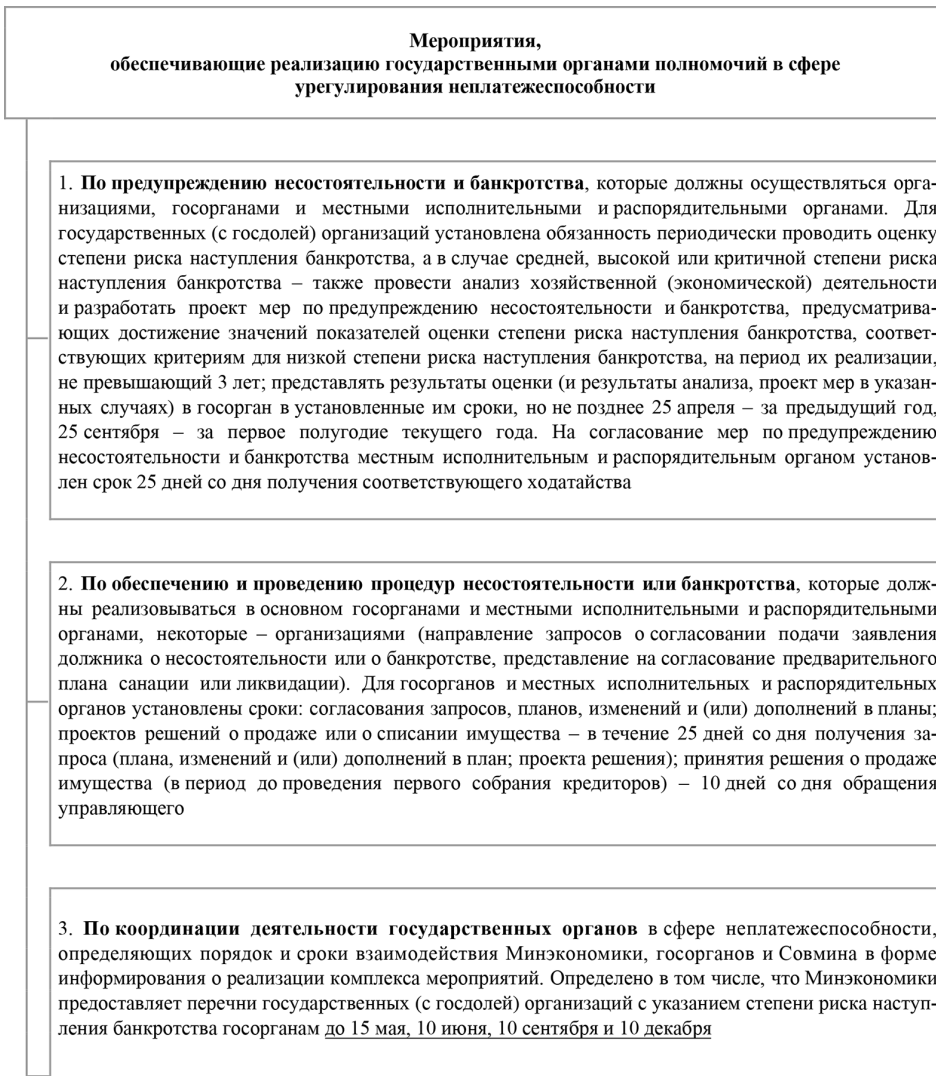 Мероприятия,
обеспечивающие реализацию государственными органами полномочий в сфере
урегулирования неплатежеспособности
1. По предупреждению несостоятельности и банкротства, которые должны осуществляться орга-
низациями, госорганами и местными исполнительными и распорядительными органами. Для
государственных (с госдолей) организаций установлена обязанность периодически проводить оценку
степени риска наступления банкротства, а в случае средней, высокой или критичной степени риска
наступления банкротства – также провести анализ хозяйственной (экономической) деятельности
и разработать проект мер по предупреждению несостоятельности и банкротства, предусматрива-
ющих достижение значений показателей оценки степени риска наступления банкротства, соответ-
ствующих критериям для низкой степени риска наступления банкротства, на период их реализации,
не превышающий 3 лет; представлять результаты оценки (и результаты анализа, проект мер в указан-
ных случаях) в госорган в установленные им сроки, но не позднее 25 апреля – за предыдущий год,
25 сентября – за первое полугодие текущего года. На согласование мер по предупреждению
несостоятельности и банкротства местным исполнительным и распорядительным органом установ-
лен срок 25 дней со дня получения соответствующего ходатайства
2. По обеспечению и проведению процедур несостоятельности или банкротства, которые долж-
ны реализовываться в основном госорганами и местными исполнительными и распорядительными
органами, некоторые – организациями (направление запросов о согласовании подачи заявления
должника о несостоятельности или о банкротстве, представление на согласование предварительного
плана санации или ликвидации). Для госорганов и местных исполнительных и распорядительных
органов установлены сроки: согласования запросов, планов, изменений и (или) дополнений в планы;
проектов решений о продаже или о списании имущества – в течение 25 дней со дня получения за-
проса (плана, изменений и (или) дополнений в план; проекта решения); принятия решения о продаже
имущества (в период до проведения первого собрания кредиторов) – 10 дней со дня обращения
управляющего
3. По координации деятельности государственных органов в сфере неплатежеспособности,
определяющих порядок и сроки взаимодействия Минэкономики, госорганов и Совмина в форме
информирования о реализации комплекса мероприятий. Определено в том числе, что Минэкономики
предоставляет перечни государственных (с госдолей) организаций с указанием степени риска наступ-
ления банкротства госорганам до 15 мая, 10 июня, 10 сентября и 10 декабря